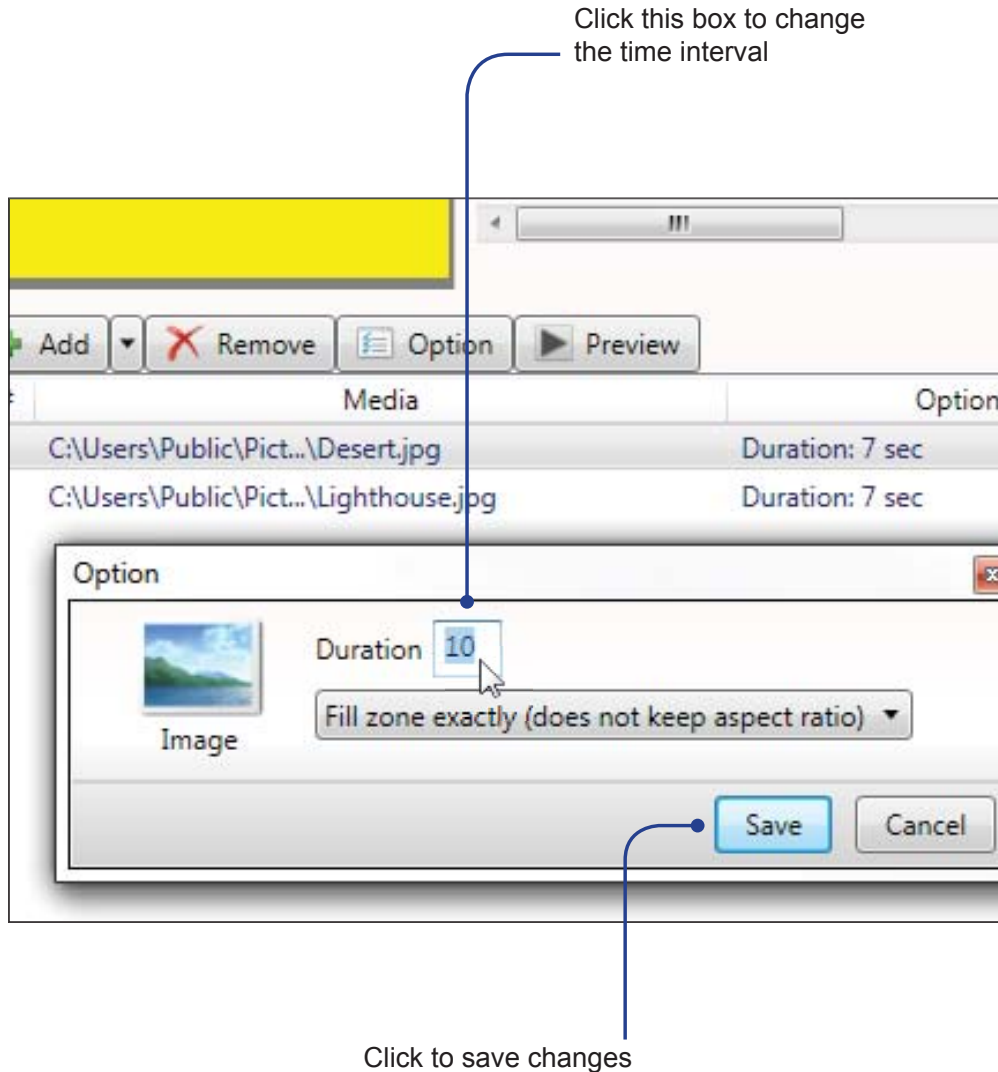 Click this box to change
the time interval
Add Remove Option Preview
Media Option
C:\Users\Public\Pict...\Desert.jpg Duration: 7 sec
C:\Users\Public\Pict...\Lighthouse.jpg Duration: 7 sec
Option
Duration 10
Fill zone exactly (does not keep aspect ratio)
Image
Save Cancel
Click to save changes